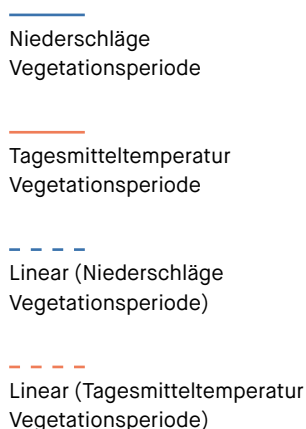 Niederschläge
Vegetationsperiode
Tagesmitteltemperatur
Vegetationsperiode
Linear (Niederschläge
Vegetationsperiode)
Linear (Tagesmitteltemperatur
Vegetationsperiode)